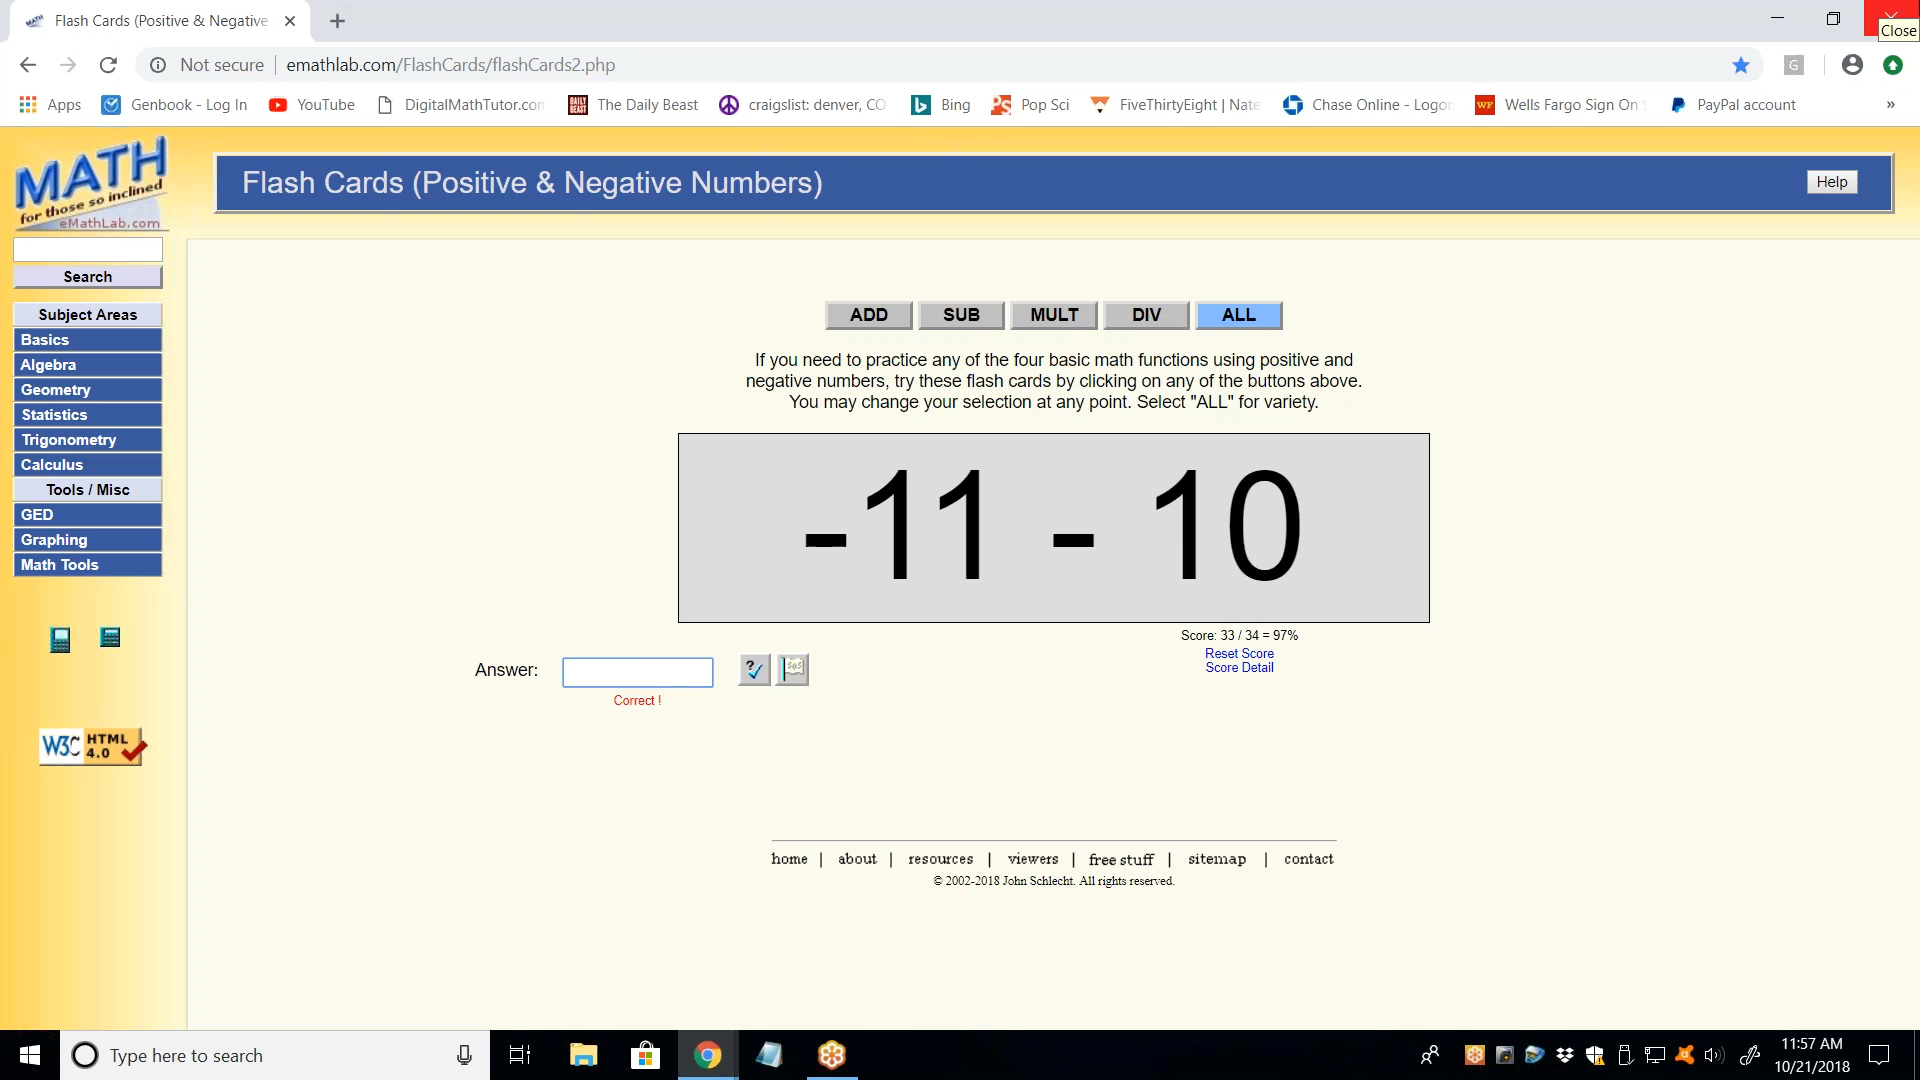 Flash Cards (Positive & Negative
Close
Not secure
emathlab.com/FlashCards/flashCards2.php
G
Apps
Genbook - Log In
YouTube
DigitalMathTutor.con
DAILY BEAST
The Daily Beast
craigslist: denver, CO
Bing
PS
Pop Sci
FiveThirtyEight | Nate
Chase Online - Logon
WF
Wells Fargo Sign On t
PayPal account
»
MATH
for those so inclined
eMathLab.com
Flash Cards (Positive & Negative Numbers)
Help
Search
Subject Areas
Basics
Algebra
Geometry
Statistics
Trigonometry
Calculus
Tools / Misc
GED
Graphing
Math Tools
W3C HTML 4.0
ADD SUB MULT DIV ALL
If you need to practice any of the four basic math functions using positive and
negative numbers, try these flash cards by clicking on any of the buttons above.
You may change your selection at any point. Select "ALL" for variety.
-11 - 10
Score: 33 / 34 = 97%
Reset Score
Score Detail
Answer:
SOS
Correct !
home | about | resources | viewers | free stuff | sitemap | contact
© 2002-2018 John Schlecht. All rights reserved.
Type here to search
11:57 AM
10/21/2018